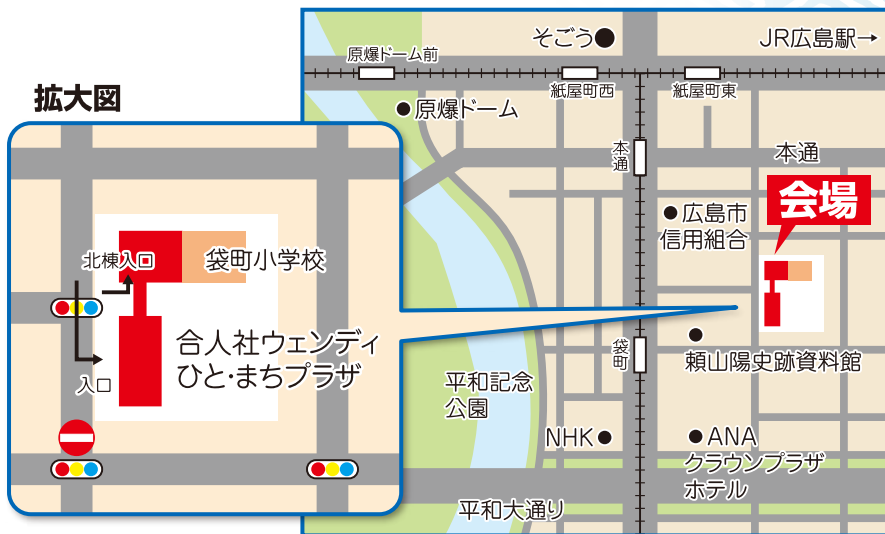 拡大図
北棟入口
袋町小学校
合人社ウェンディ
ひと・まちプラザ
入口
そごう
JR広島駅→
原爆ドーム前
紙屋町西
紙屋町東
原爆ドーム
本通
本通
会場
広島市
信用組合
袋町
頼山陽史跡資料館
平和記念
公園
NHK
ANA
クラウンプラザ
ホテル
平和大通り